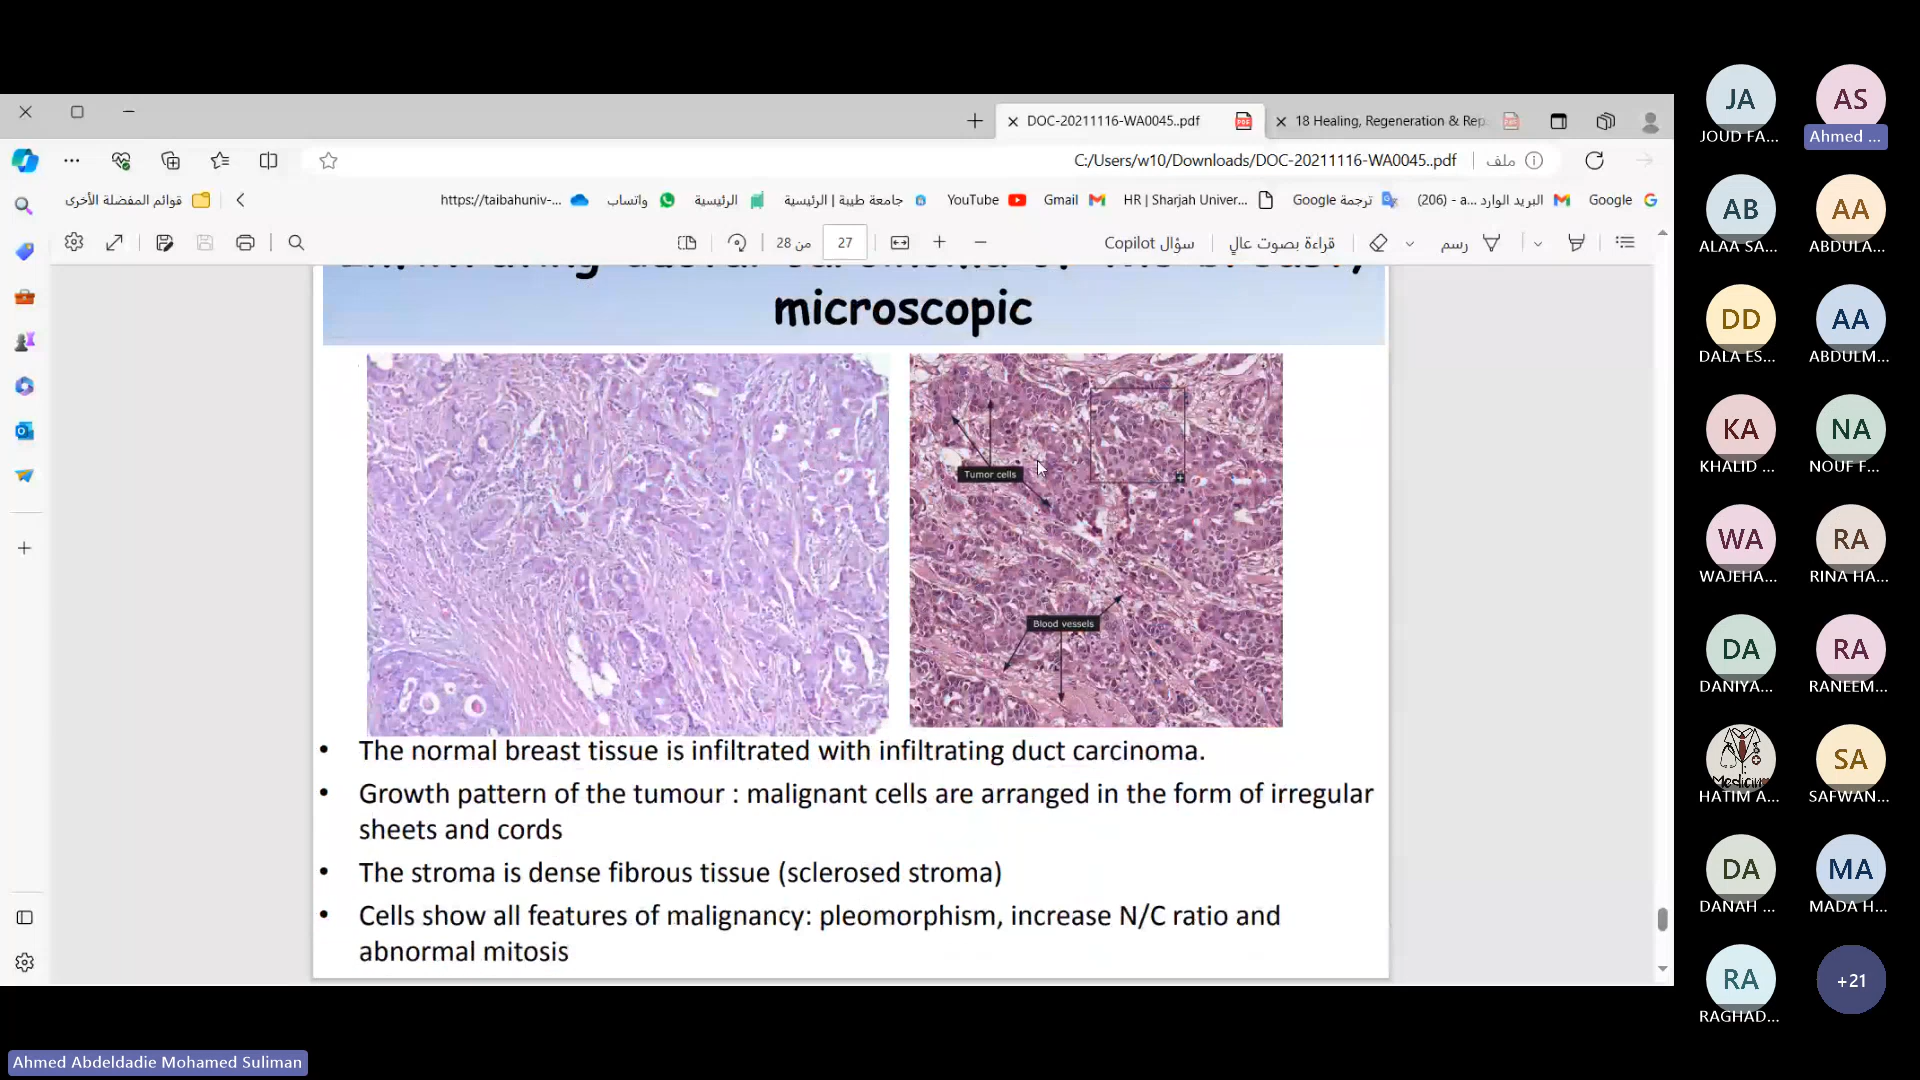 DOC-20211116-WA0045..pdf
18 Healing, Regeneration & Rep
C:/Users/w10/Downloads/DOC-20211116-WA0045..pdf
ملف
قوائم المفضلة الأخرى
https://taibahuniv-...
واتساب
الرئيسية
جامعة طيبة | الرئيسية
YouTube
Gmail
HR | Sharjah Univer...
ترجمة Google
البريد الوارد (206) - a...
Google
27
من 28
سؤال Copilot
قراءة بصوت عالٍ
رسم
microscopic
Tumor cells
Blood vessels
• The normal breast tissue is infiltrated with infiltrating duct carcinoma.
• Growth pattern of the tumour : malignant cells are arranged in the form of irregular
sheets and cords
• The stroma is dense fibrous tissue (sclerosed stroma)
• Cells show all features of malignancy: pleomorphism, increase N/C ratio and
abnormal mitosis
JA
JOUD FA...
AS
Ahmed ...
AB
ALAA SA...
AA
ABDULA...
DD
DALA ES...
AA
ABDULM...
KA
KHALID ...
NA
NOUF F...
WA
WAJEHA...
RA
RINA HA...
DA
DANIYA...
RA
RANEEM...
HATIM A...
SA
SAFWAN...
DA
DANAH ...
MA
MADA H...
RA
RAGHAD...
+21
Ahmed Abdeldadie Mohamed Suliman